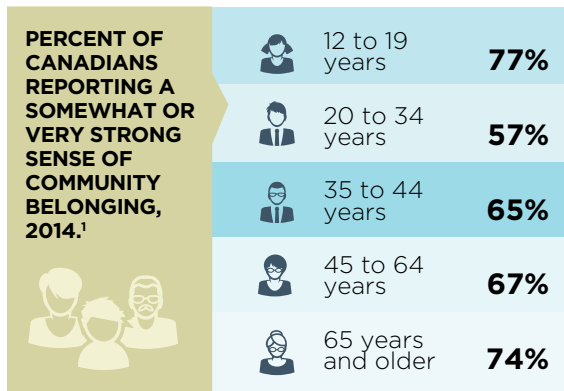 PERCENT OF
CANADIANS
REPORTING A
SOMEWHAT OR
VERY STRONG
SENSE OF
COMMUNITY
BELONGING,
2014.¹
12 to 19
years 77%
20 to 34
years 57%
35 to 44
years 65%
45 to 64
years 67%
65 years
and older 74%